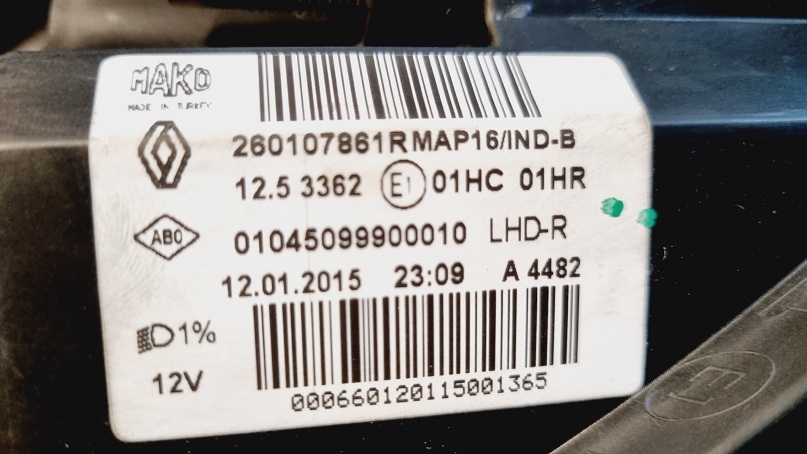 MAKO
MADE IN TURKEY
260107861R MAP16/IND-B
12.5 3362 E1 01HC 01HR
ABO
01045099900010 LHD-R
12.01.2015 23:09 A 4482
1%
12V
000660120115001365